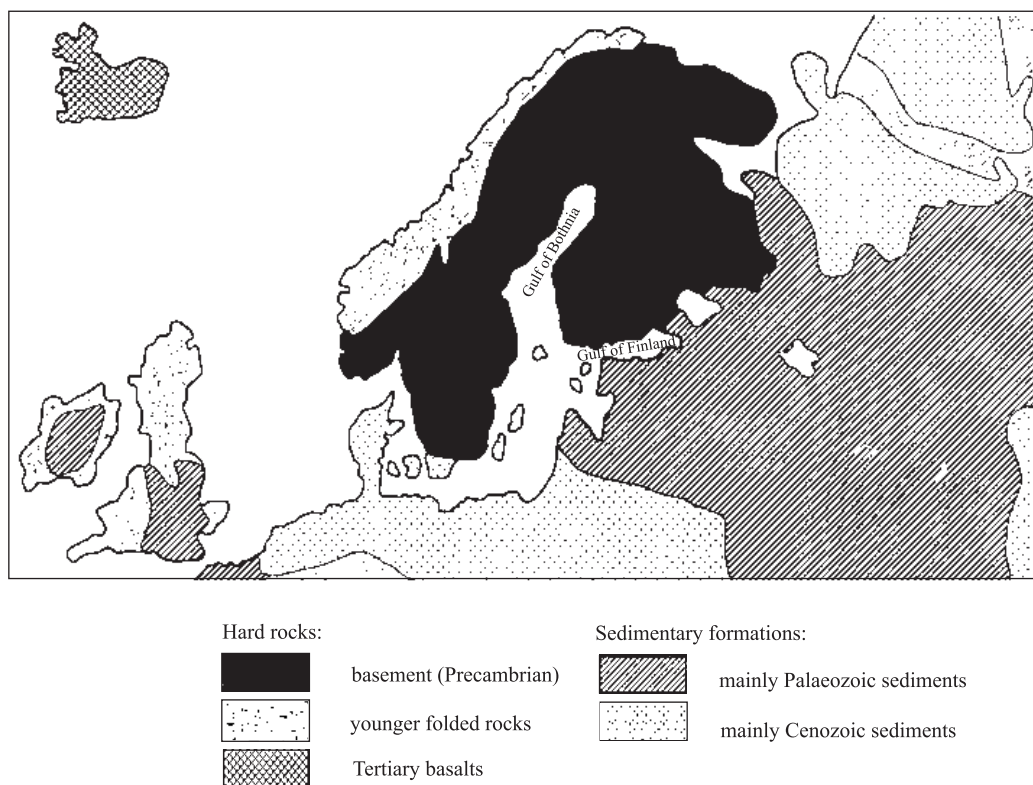 Gulf of Bothnia
Gulf of Finland
Hard rocks:
basement (Precambrian)
younger folded rocks
Tertiary basalts
Sedimentary formations:
mainly Palaeozoic sediments
mainly Cenozoic sediments